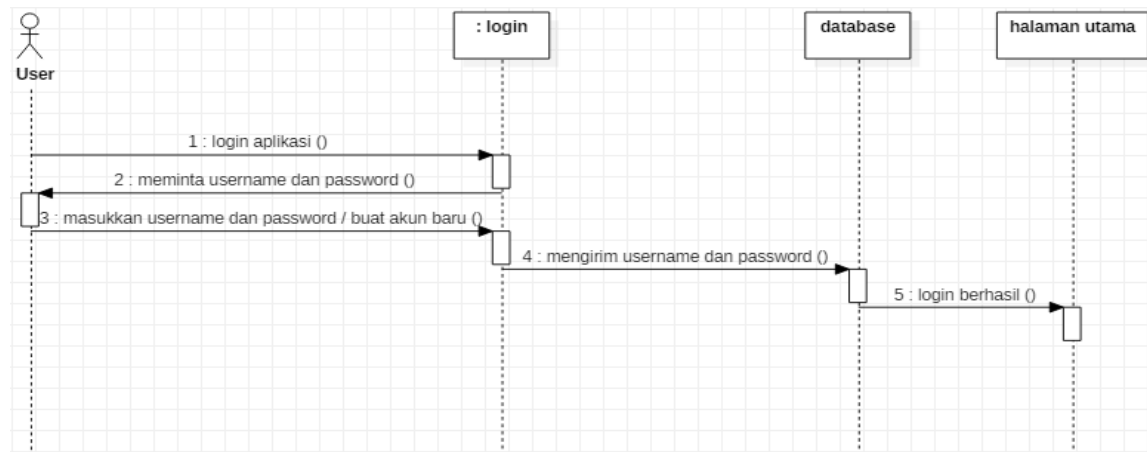 : login
database
halaman utama
User
1 : login aplikasi ()
2 : meminta username dan password ()
3 : masukkan username dan password / buat akun baru ()
4 : mengirim username dan password ()
5 : login berhasil ()